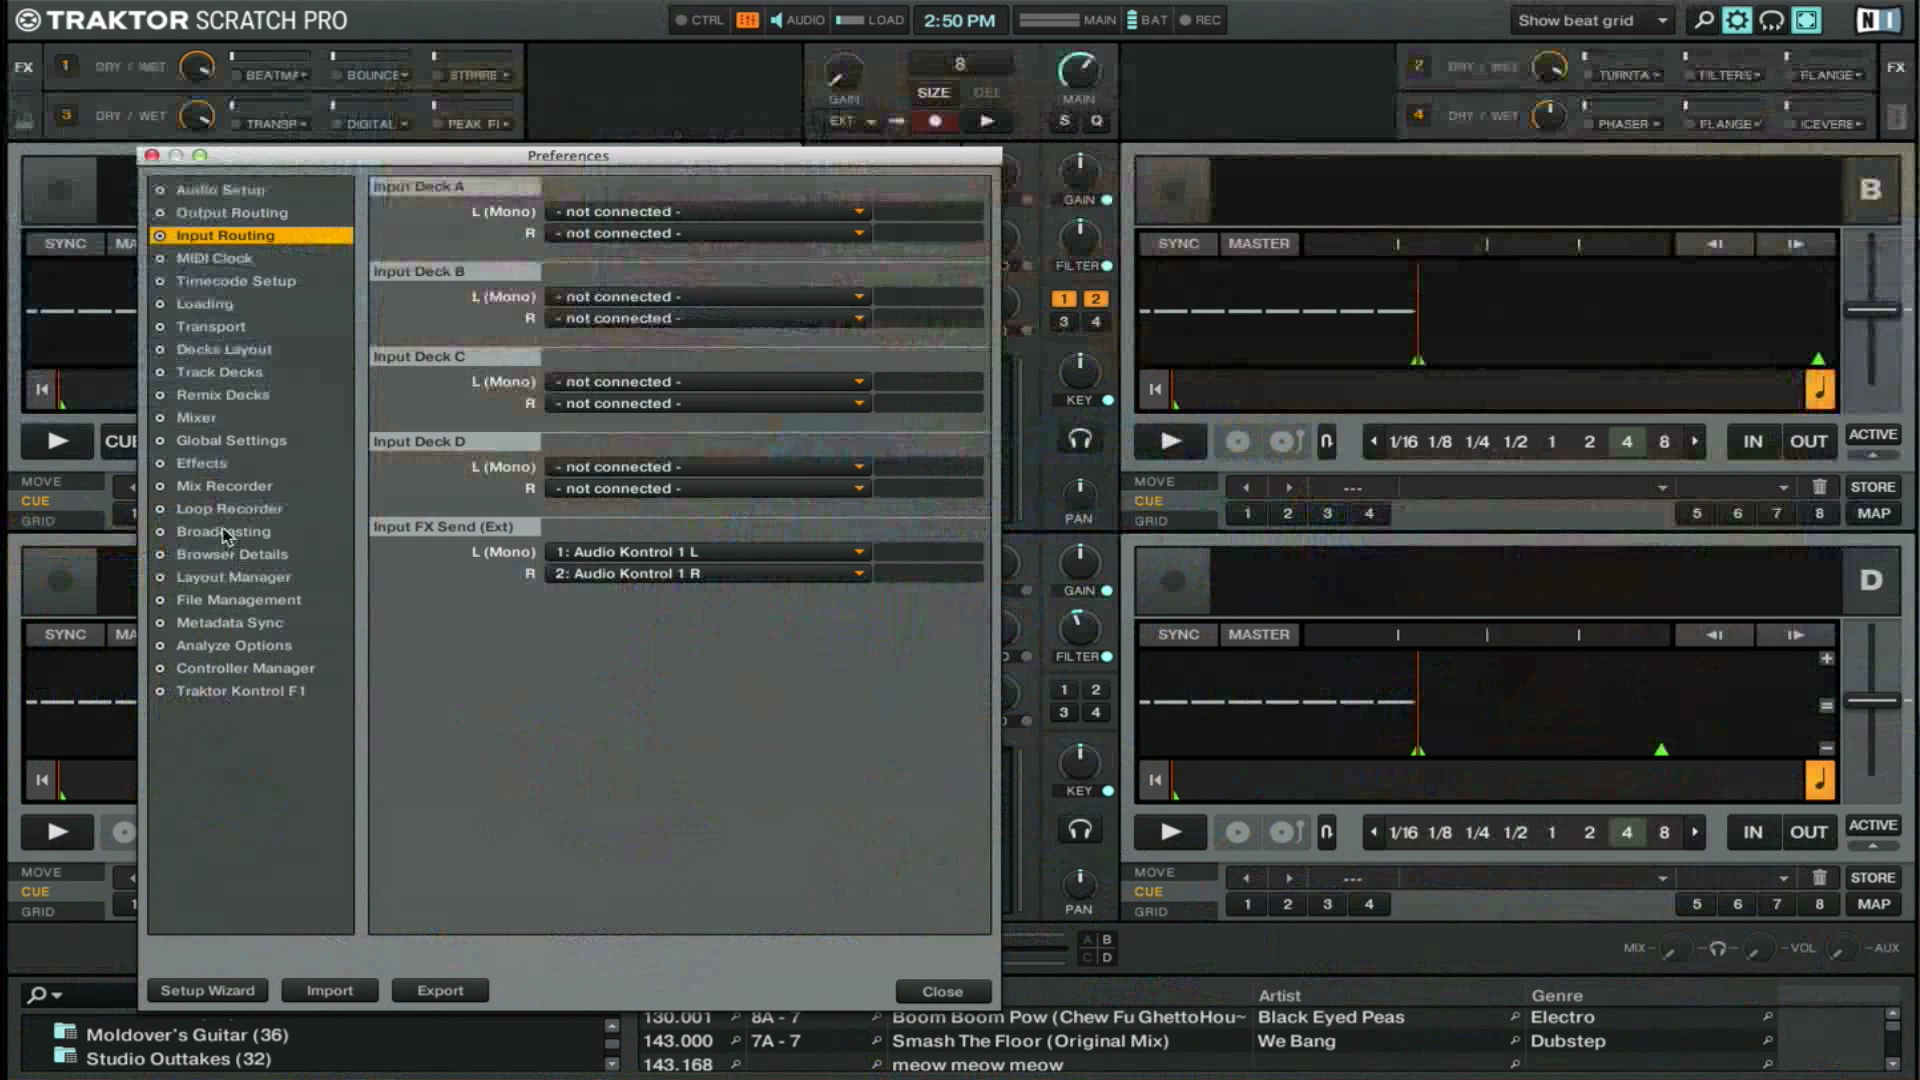 TRAKTOR SCRATCH PRO
CTRL
AUDIO
LOAD
2:50 PM
MAIN
BAT
REC
Show beat grid
FX
1 DRY / WET
BEATMA
BOUNCE
3 DRY / WET
TRANSP
DIGITAL
PEAK FI
GAIN
8
SIZE DEL
MAIN
EXT
S Q
2 DRY / WET
TURNTA
FILTERS
FLANGE
FX
4 DRY / WET
PHASER
FLANGE
ICEVERB
Preferences
Audio Setup
Output Routing
Input Routing
MIDI Clock
Timecode Setup
Loading
Transport
Decks Layout
Track Decks
Remix Decks
Mixer
Global Settings
Effects
Mix Recorder
Loop Recorder
Broadcasting
Browser Details
Layout Manager
File Management
Metadata Sync
Analyze Options
Controller Manager
Traktor Kontrol F1
Input Deck A
L (Mono) - not connected -
R - not connected -
Input Deck B
L (Mono) - not connected -
R - not connected -
Input Deck C
L (Mono) - not connected -
R - not connected -
Input Deck D
L (Mono) - not connected -
R - not connected -
Input FX Send (Ext)
L (Mono) 1: Audio Kontrol 1 L
R 2: Audio Kontrol 1 R
Setup Wizard
Import
Export
Close
SYNC MA
CUE
MOVE
CUE
GRID
1
SYNC MA
MOVE
CUE
GRID
1
GAIN
FILTER
1 2
3 4
KEY
PAN
GAIN
FILTER
1 2
3 4
KEY
PAN
A B
C D
B
SYNC MASTER
1/16 1/8 1/4 1/2 1 2 4 8
IN OUT
ACTIVE
MOVE
CUE
GRID
---
STORE
1 2 3 4
5 6 7 8
MAP
D
SYNC MASTER
1/16 1/8 1/4 1/2 1 2 4 8
IN OUT
ACTIVE
MOVE
CUE
GRID
---
STORE
1 2 3 4
5 6 7 8
MAP
MIX
VOL
AUX
Artist
Genre
Moldover's Guitar (36)
Studio Outtakes (32)
130.001 8A - 7 Boom Boom Pow (Chew Fu GhettoHou~ Black Eyed Peas Electro
143.000 7A - 7 Smash The Floor (Original Mix) We Bang Dubstep
143.168 meow meow meow